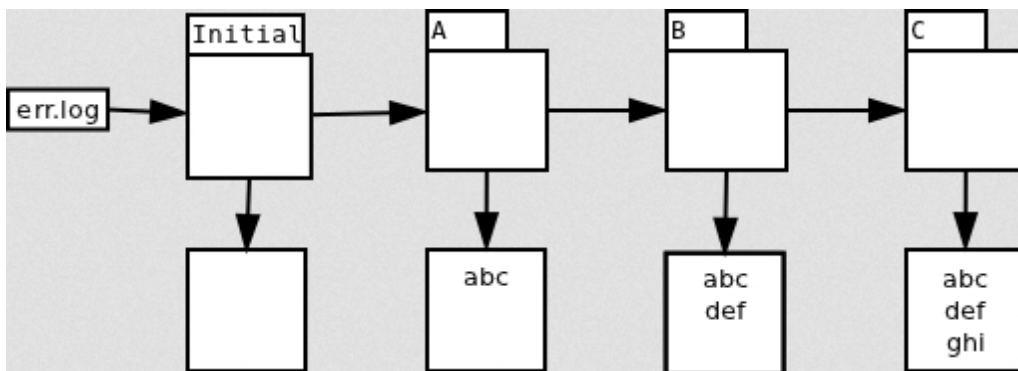 Initial
A
B
C
err.log
abc
abc
def
abc
def
ghi